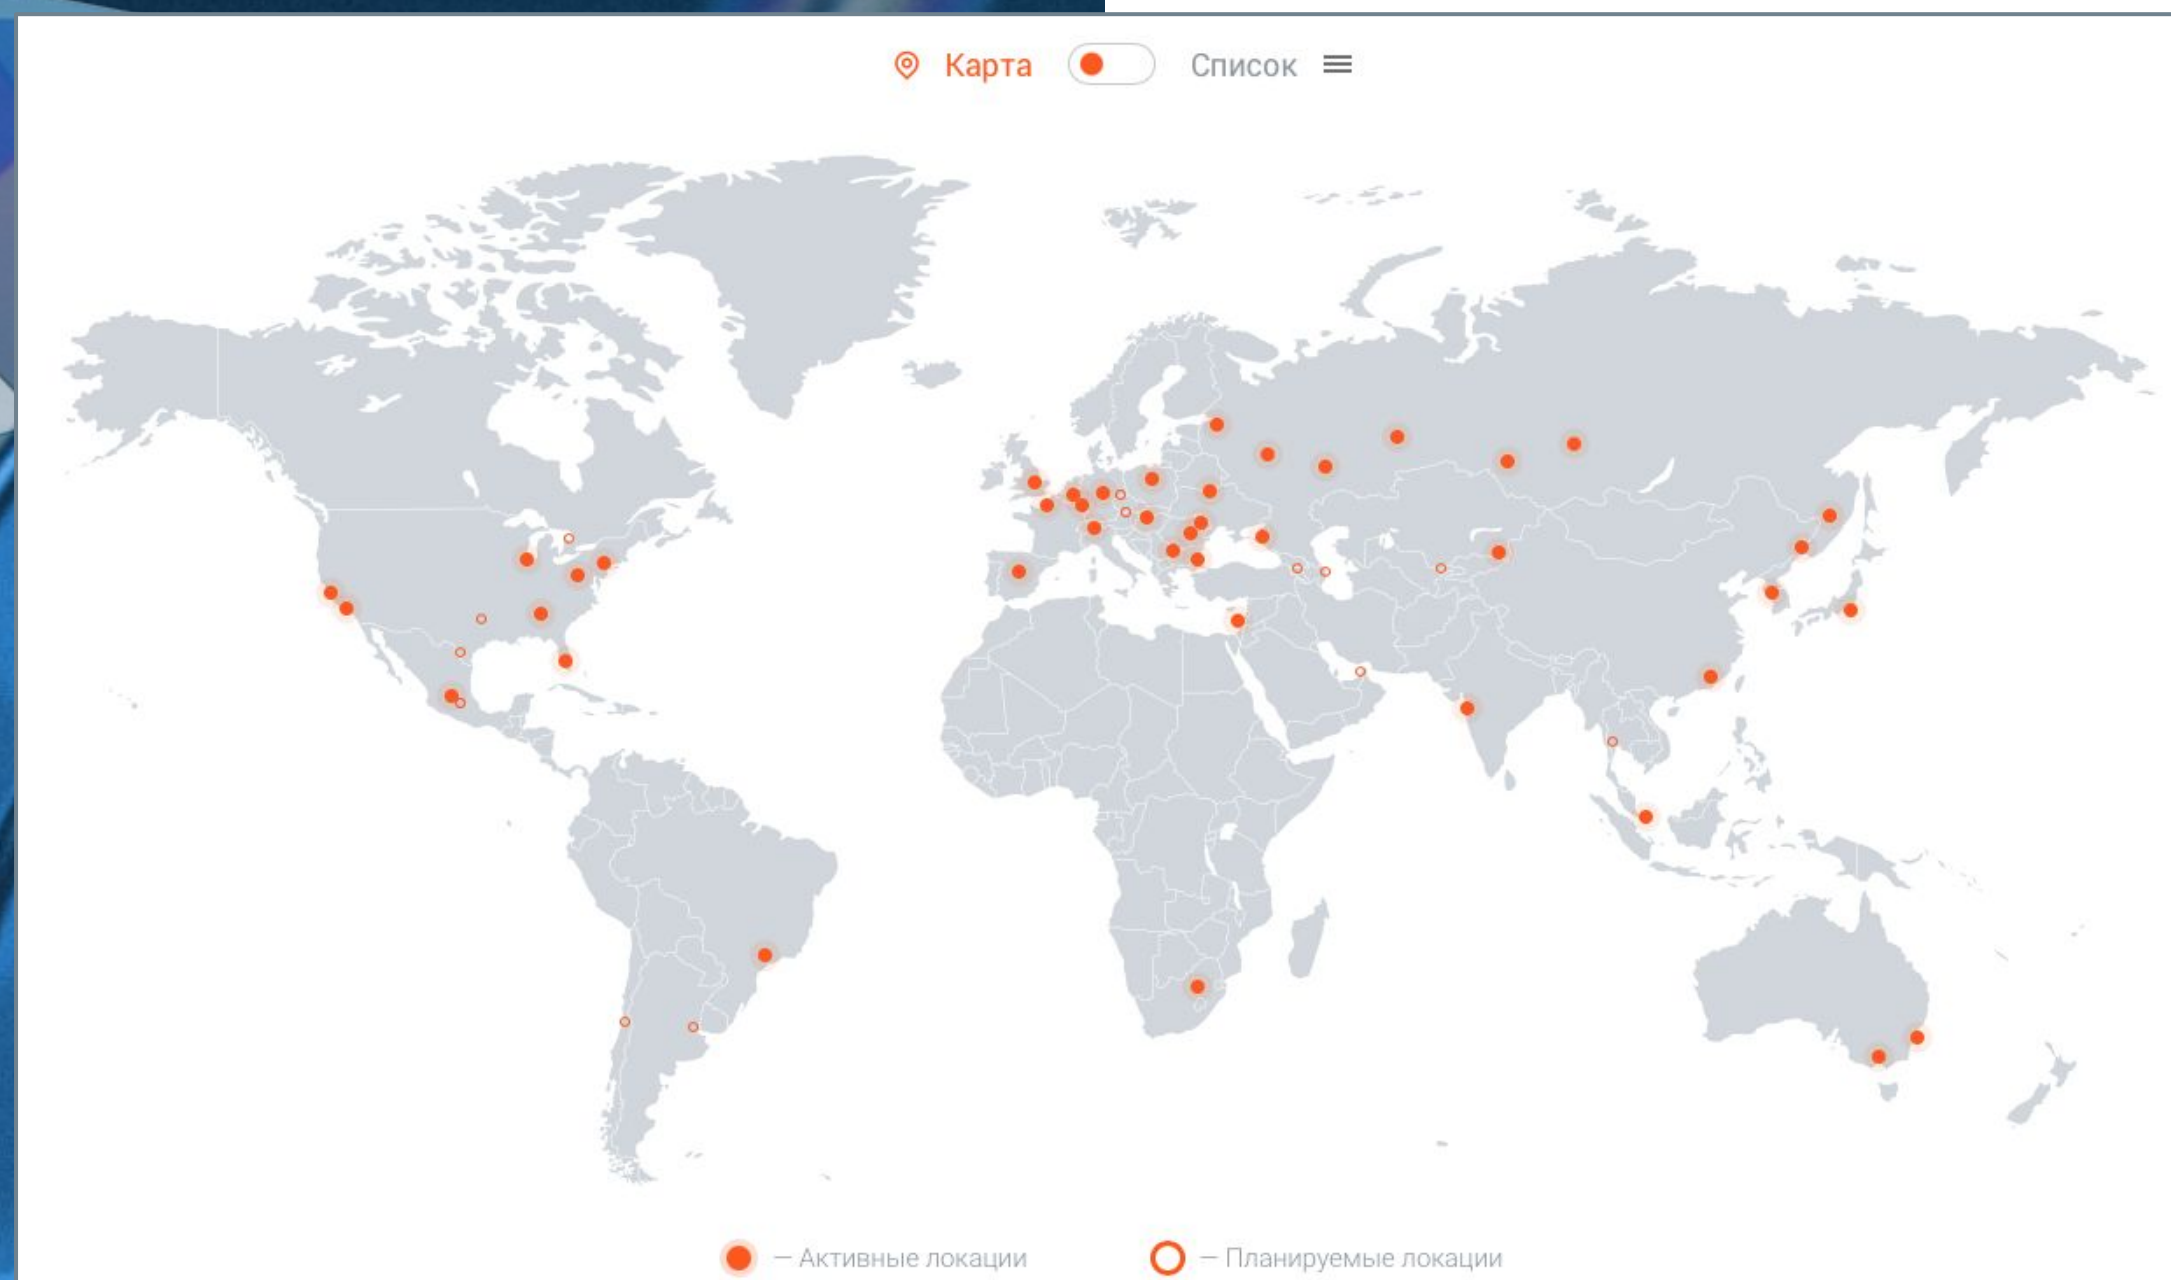 Карта Список
— Активные локации — Планируемые локации